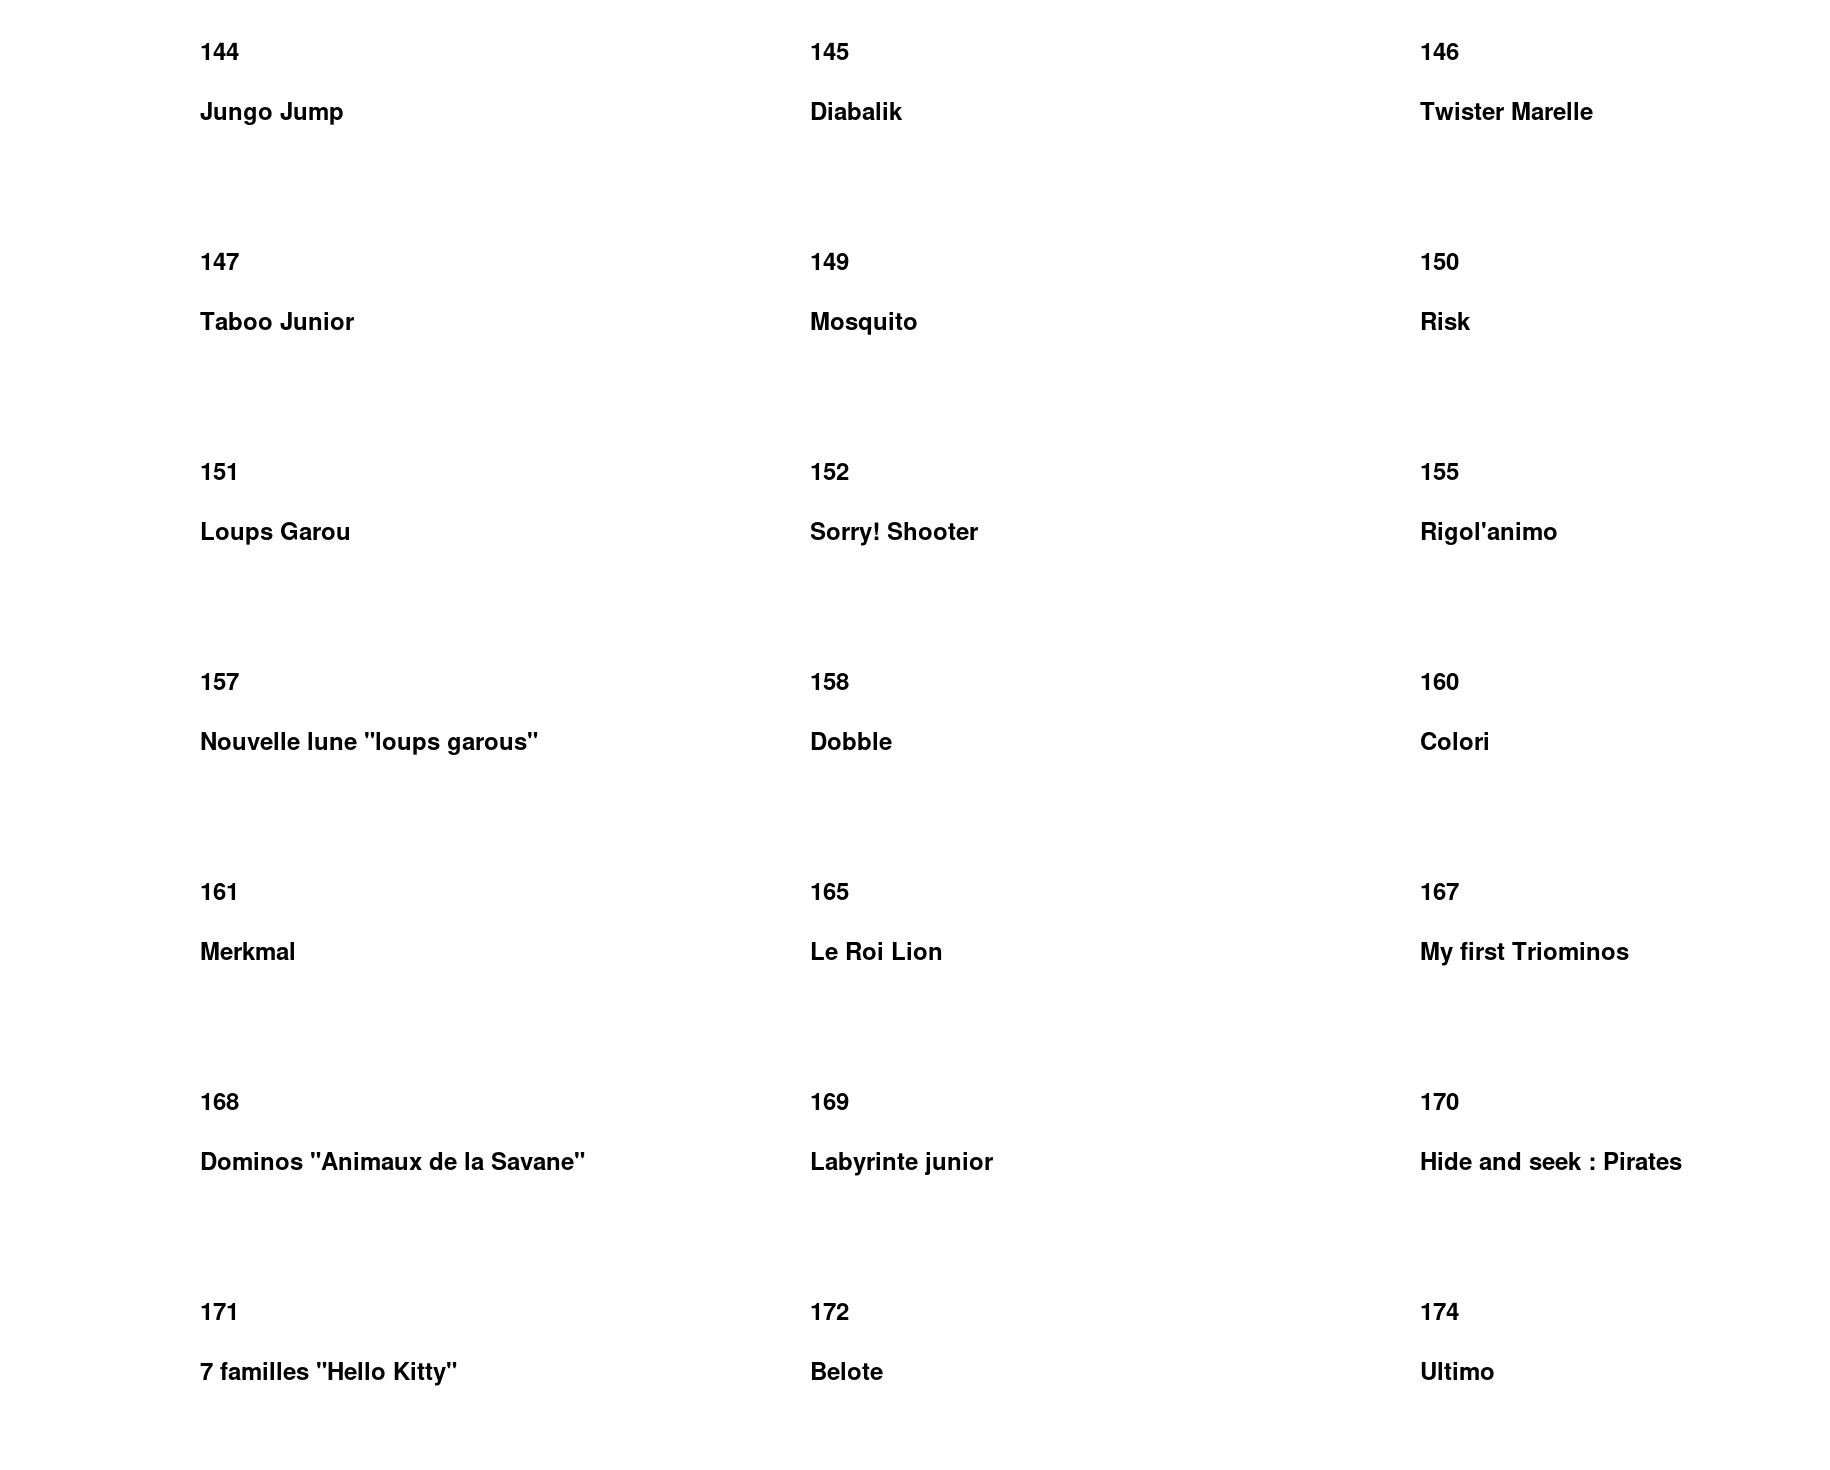 144
Jungo Jump
145
Diabalik
146
Twister Marelle
147
Taboo Junior
149
Mosquito
150
Risk
151
Loups Garou
152
Sorry! Shooter
155
Rigol'animo
157
Nouvelle lune "loups garous"
158
Dobble
160
Colori
161
Merkmal
165
Le Roi Lion
167
My first Triominos
168
Dominos "Animaux de la Savane"
169
Labyrinte junior
170
Hide and seek : Pirates
171
7 familles "Hello Kitty"
172
Belote
174
Ultimo